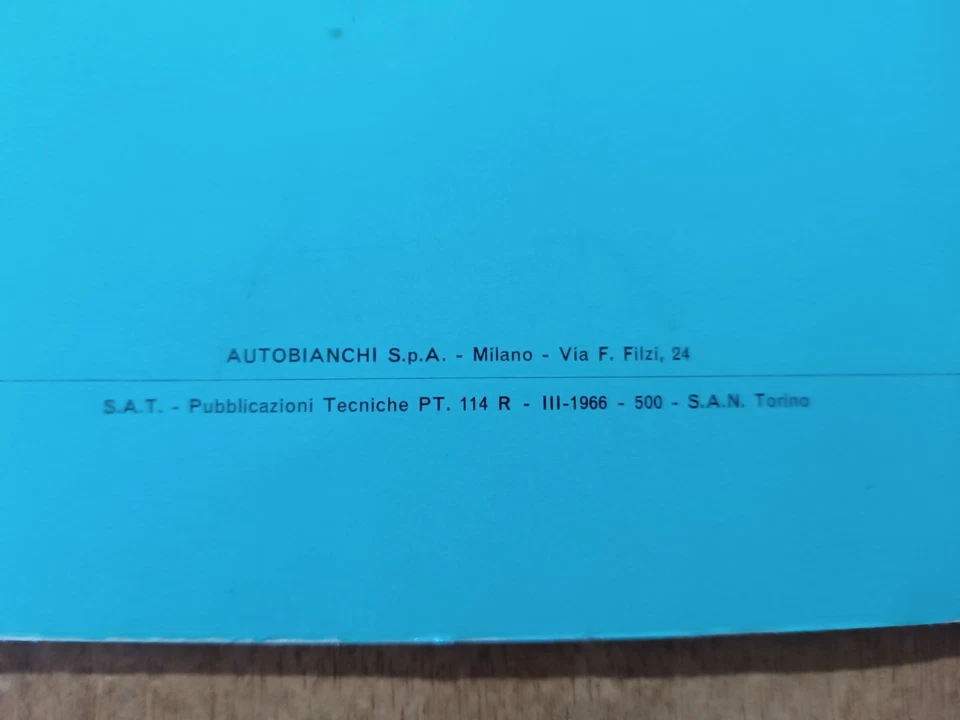 AUTOBIANCHI S.p.A. - Milano - Via F. Filzi, 24
S.A.T. - Pubblicazioni Tecniche PT. 114 R - III-1966 - 500 - S.A.N. Torino